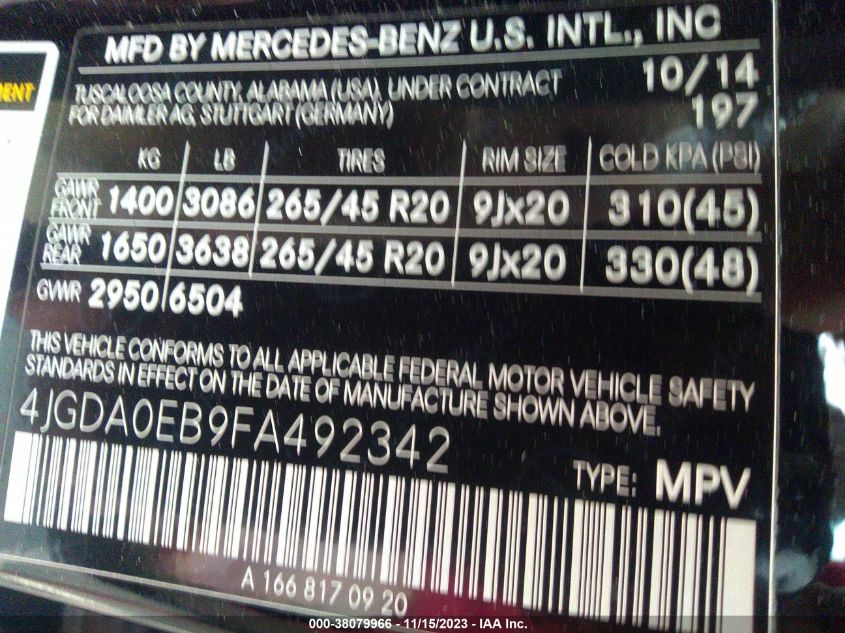 MFD BY MERCEDES-BENZ U.S. INTL., INC
TUSCALOOSA COUNTY, ALABAMA (USA), UNDER CONTRACT 10/14
FOR DAIMLER AG, STUTTGART (GERMANY) 197
KG LB TIRES RIM SIZE COLD KPA (PSI)
GAWR FRONT 1400 3086 265/45 R20 9Jx20 310(45)
GAWR REAR 1650 3638 265/45 R20 9Jx20 330(48)
GVWR 2950 6504
THIS VEHICLE CONFORMS TO ALL APPLICABLE FEDERAL MOTOR VEHICLE SAFETY
STANDARDS IN EFFECT ON THE DATE OF MANUFACTURE SHOWN ABOVE.
4JGDA0EB9FA492342
TYPE: MPV
A 166 817 09 20
000-38079966 - 11/15/2023 - IAA Inc.